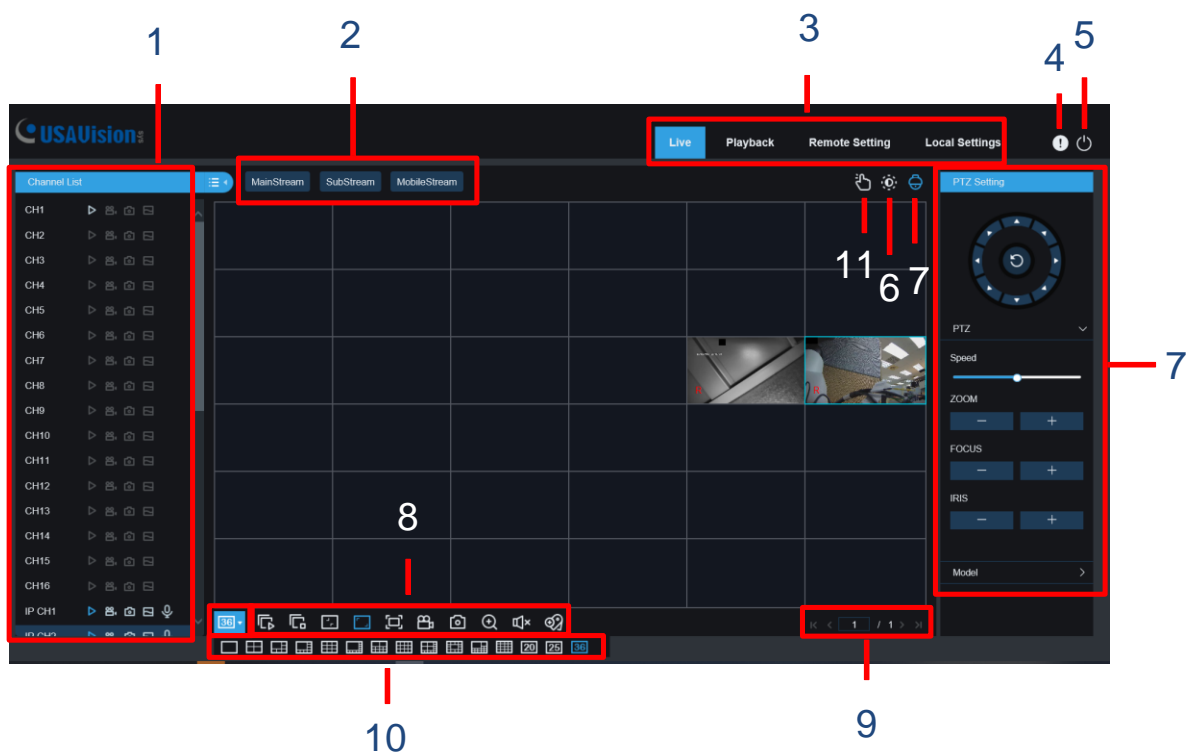 1
2
3
4
5
USAVision
Live Playback Remote Setting Local Settings
Channel List
MainStream SubStream MobileStream
PTZ Setting
CH1
CH2
CH3
CH4
CH5
CH6
CH7
CH8
CH9
CH10
CH11
CH12
CH13
CH14
CH15
CH16
IP CH1
IP CH2
11
6
7
R
R
PTZ
Speed
ZOOM
FOCUS
IRIS
Model
7
8
36
1 / 1
20 25 36
10
9